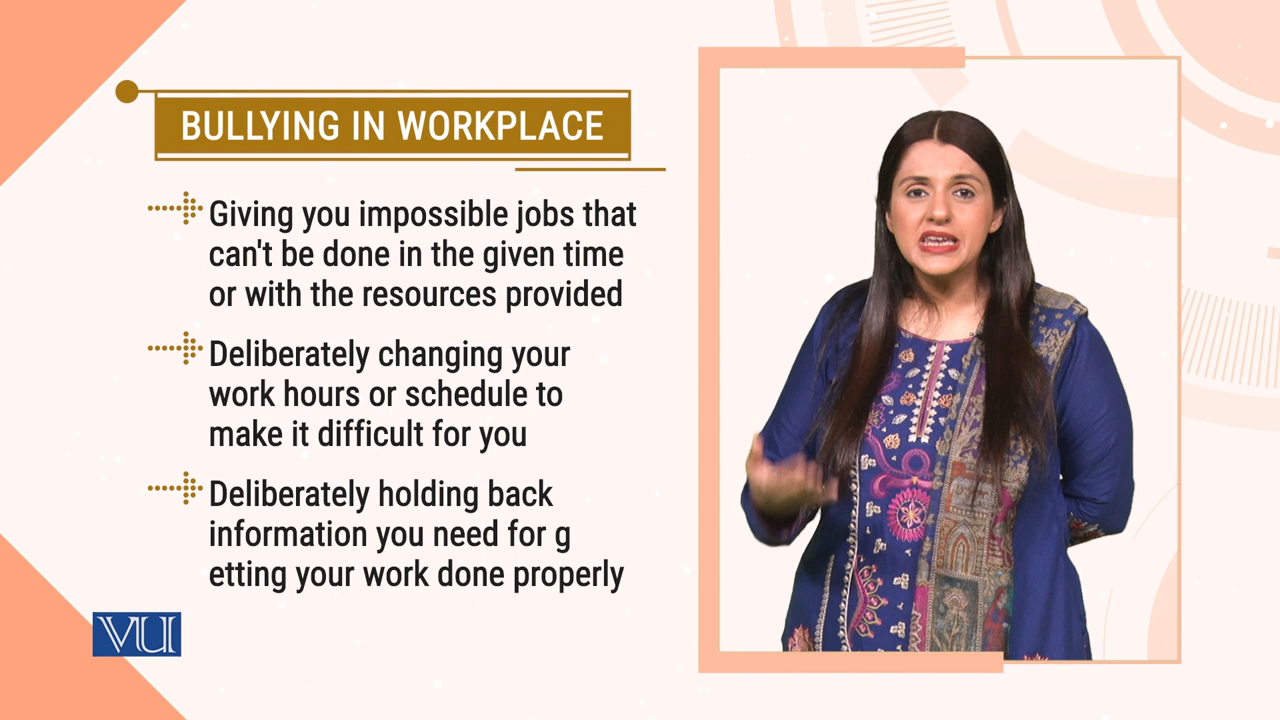 BULLYING IN WORKPLACE
Giving you impossible jobs that
can't be done in the given time
or with the resources provided
Deliberately changing your
work hours or schedule to
make it difficult for you
Deliberately holding back
information you need for g
etting your work done properly
VU